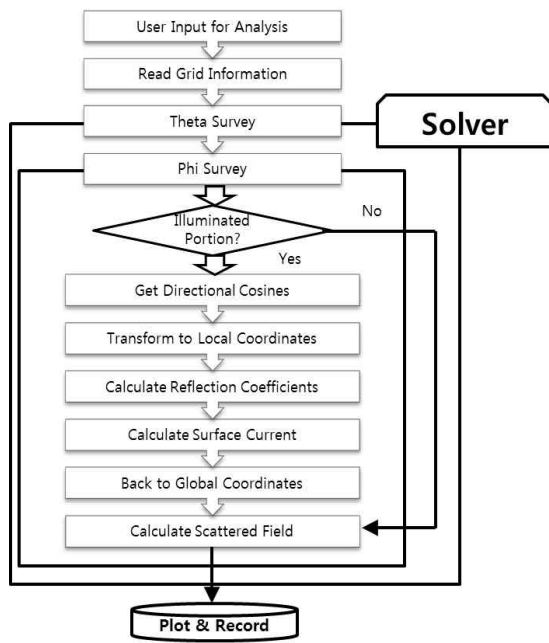 User Input for Analysis
Read Grid Information
Theta Survey
Solver
Phi Survey
Illuminated
Portion?
No
Yes
Get Directional Cosines
Transform to Local Coordinates
Calculate Reflection Coefficients
Calculate Surface Current
Back to Global Coordinates
Calculate Scattered Field
Plot & Record